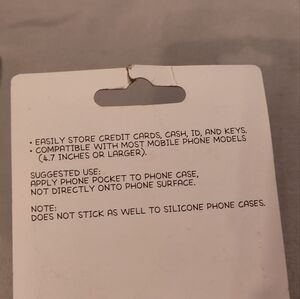 • EASILY STORE CREDIT CARDS, CASH, ID, AND KEYS.
• COMPATIBLE WITH MOST MOBILE PHONE MODELS
(4.7 INCHES OR LARGER).
SUGGESTED USE:
APPLY PHONE POCKET TO PHONE CASE,
NOT DIRECTLY ONTO PHONE SURFACE.
NOTE:
DOES NOT STICK AS WELL TO SILICONE PHONE CASES.